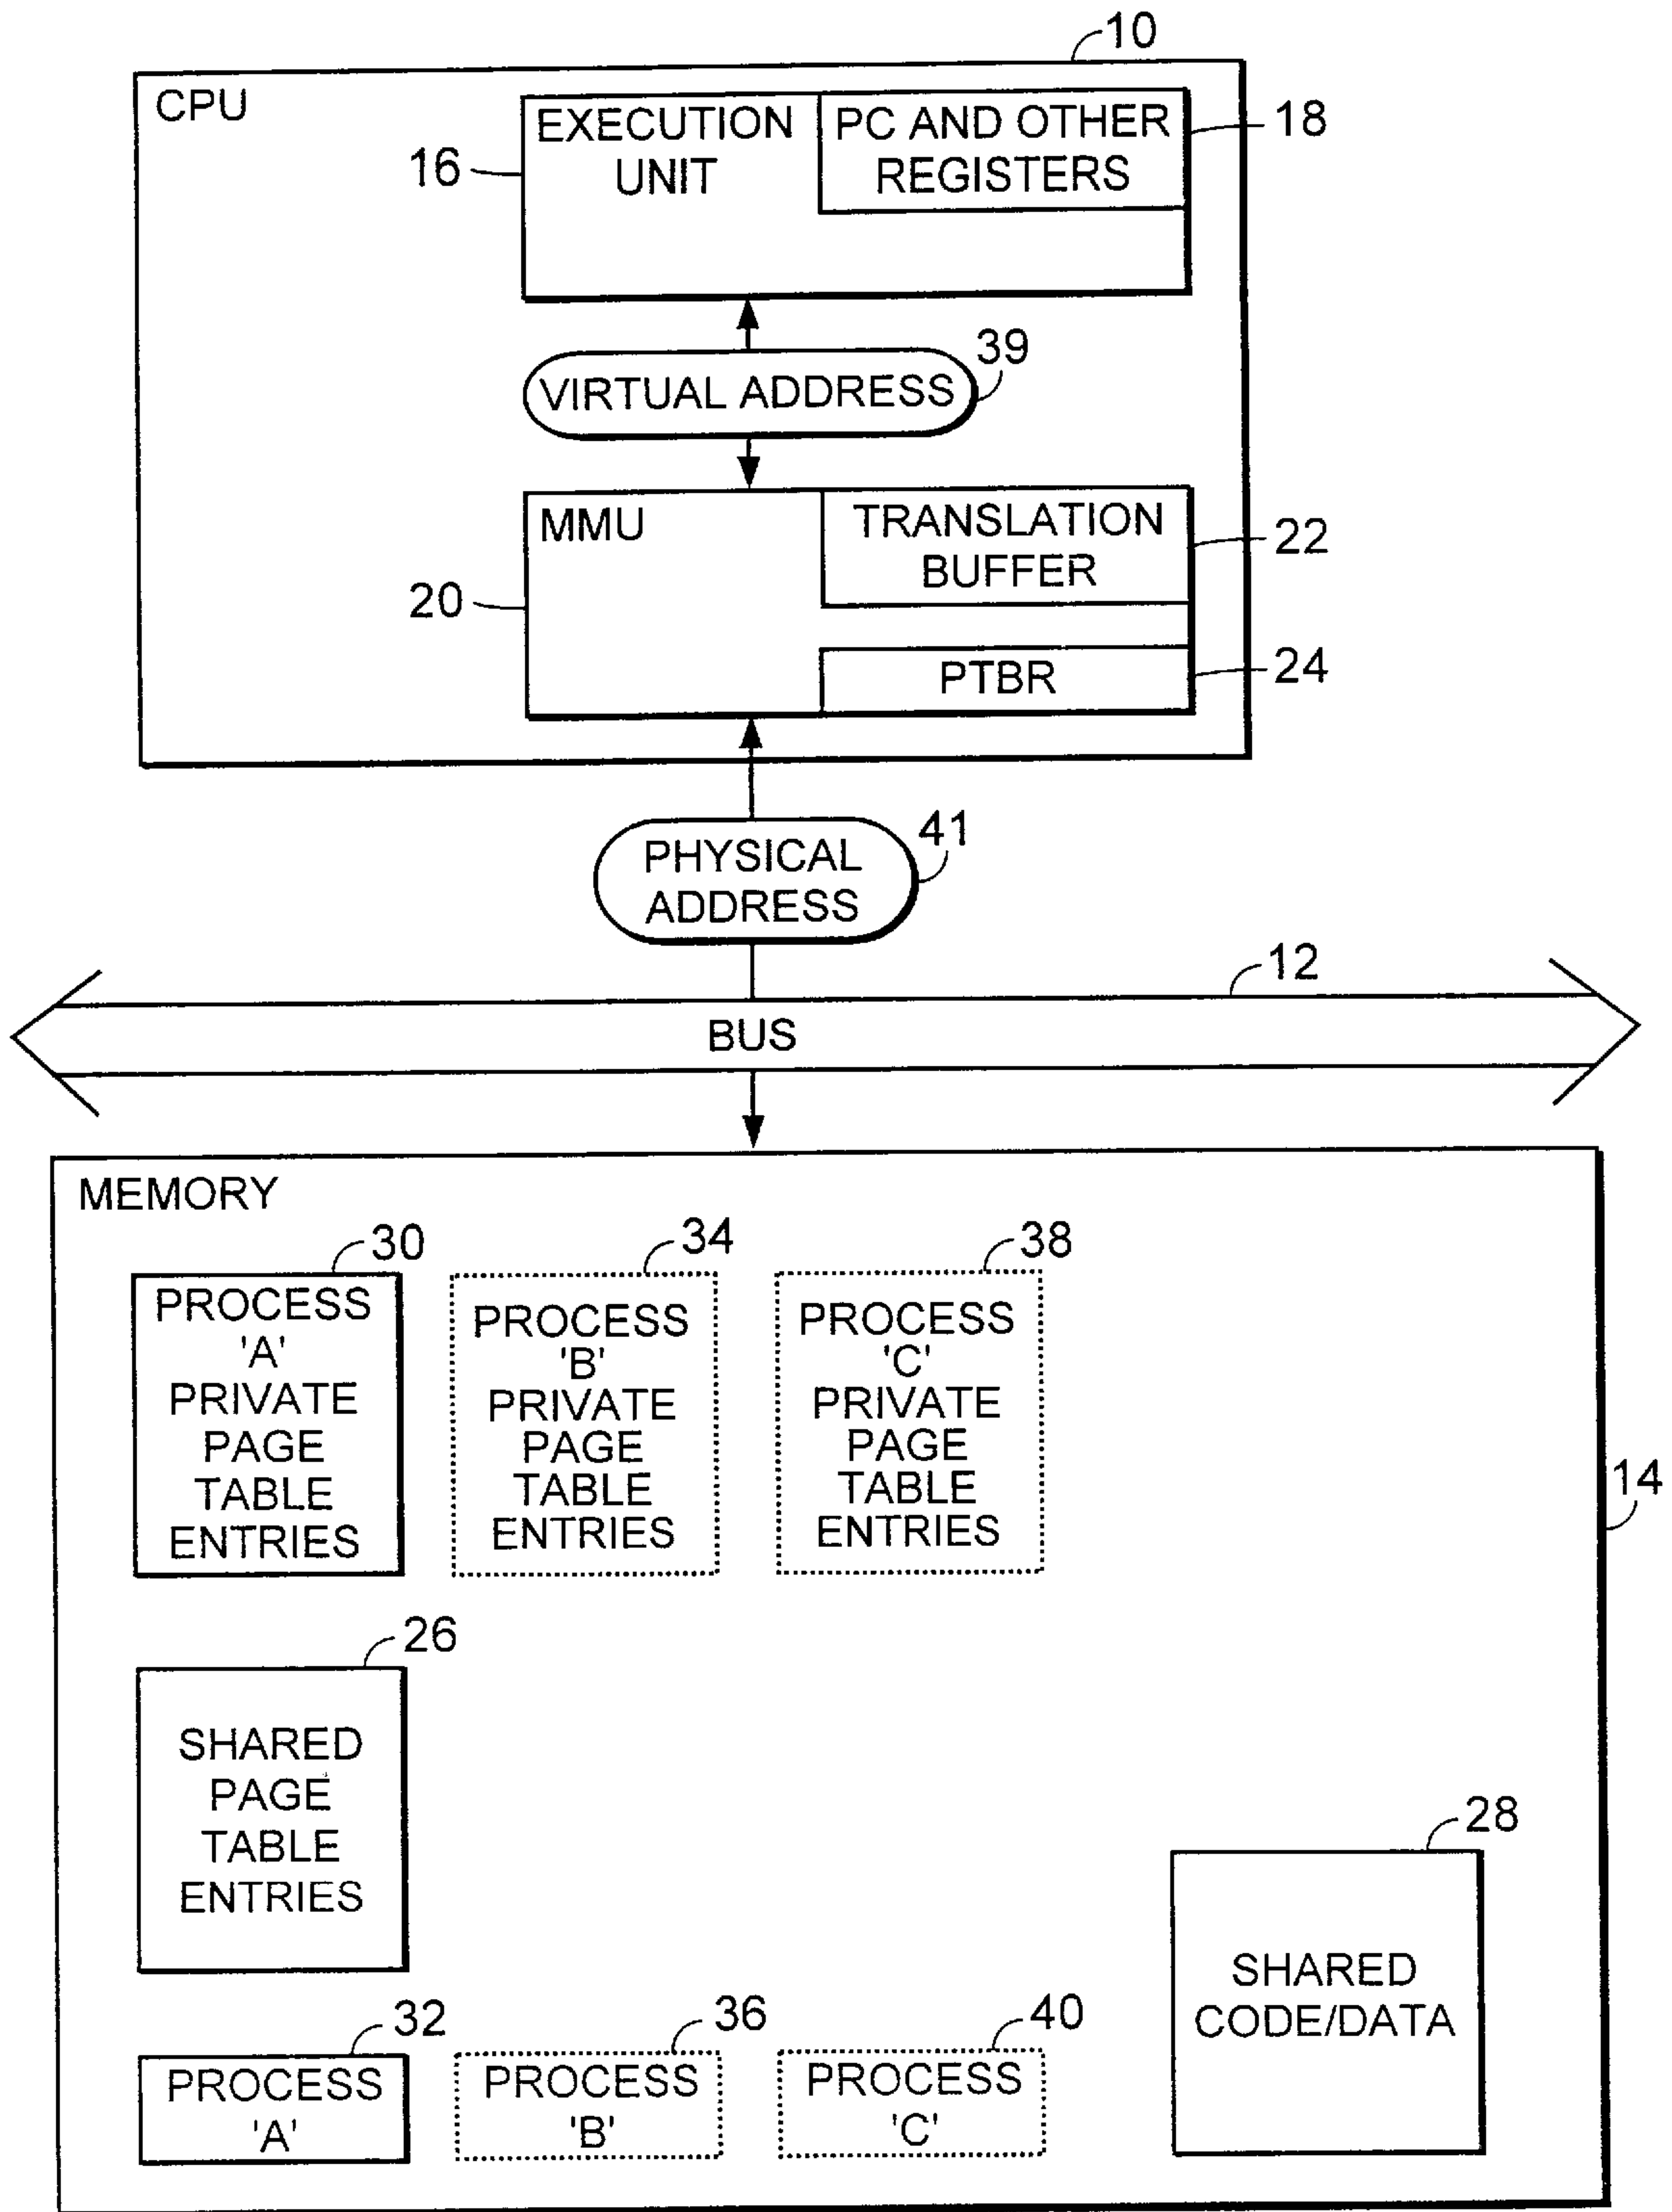 10
CPU
EXECUTION
UNIT
PC AND OTHER
REGISTERS
18
16
39
VIRTUAL ADDRESS
MMU
TRANSLATION
BUFFER
22
20
PTBR
24
41
PHYSICAL
ADDRESS
12
BUS
MEMORY
30
PROCESS
'A'
PRIVATE
PAGE
TABLE
ENTRIES
34
PROCESS
'B'
PRIVATE
PAGE
TABLE
ENTRIES
38
PROCESS
'C'
PRIVATE
PAGE
TABLE
ENTRIES
14
26
SHARED
PAGE
TABLE
ENTRIES
28
SHARED
CODE/DATA
32
PROCESS
'A'
36
PROCESS
'B'
40
PROCESS
'C'